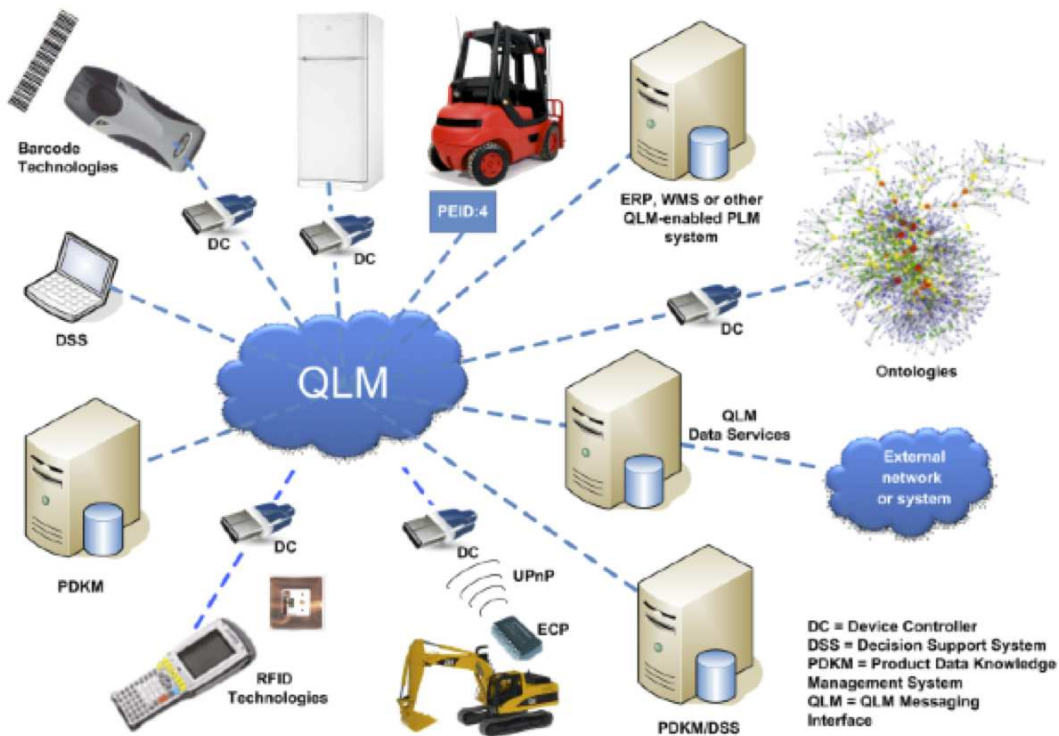 Barcode
Technologies
DC
DC
PEID:4
ERP, WMS or other
QLM-enabled PLM
system
DSS
QLM
DC
Ontologies
QLM
Data Services
External
network
or system
PDKM
DC
DC
UPnP
ECP
RFID
Technologies
PDKM/DSS
DC = Device Controller
DSS = Decision Support System
PDKM = Product Data Knowledge
Management System
QLM = QLM Messaging
Interface